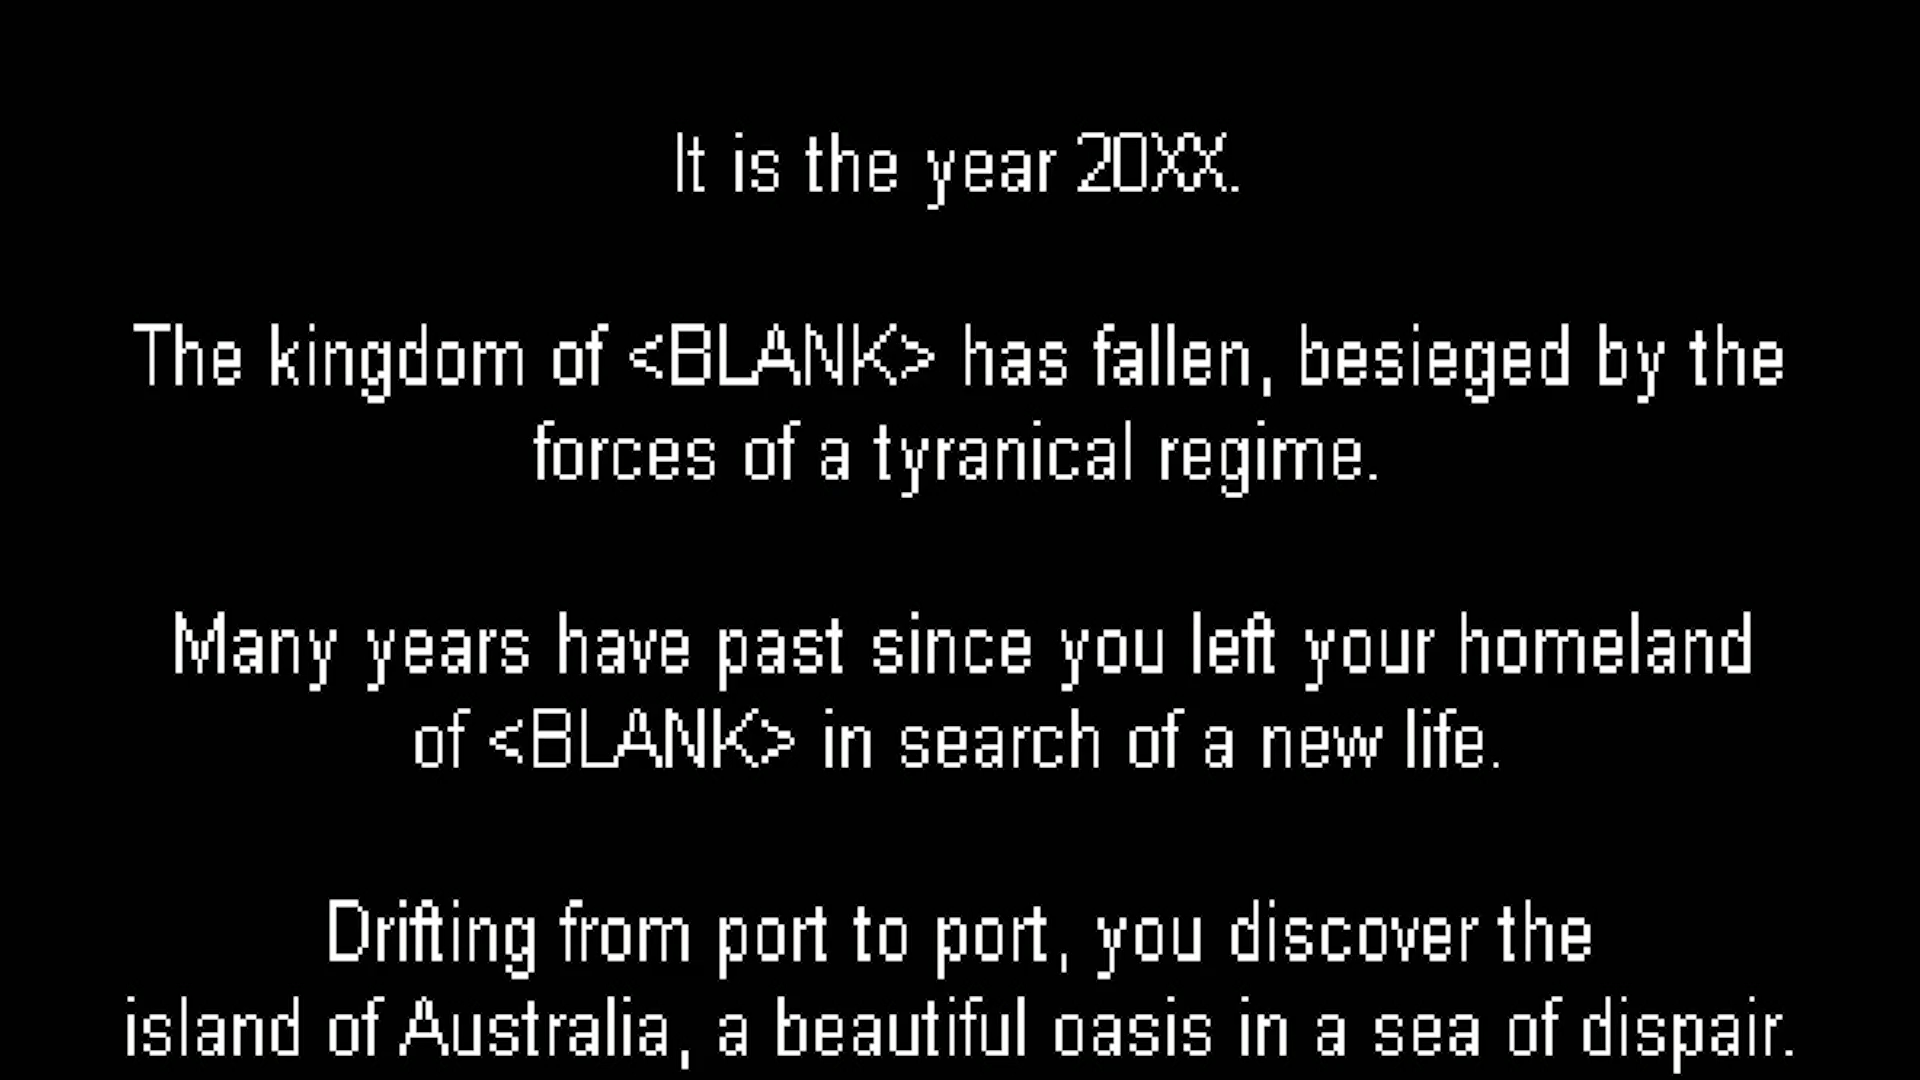 It is the year 20XX.
The kingdom of <BLANK> has fallen, besieged by the
forces of a tyranical regime.
Many years have past since you left your homeland
of <BLANK> in search of a new life.
Drifting from port to port, you discover the
island of Australia, a beautiful oasis in a sea of dispair.